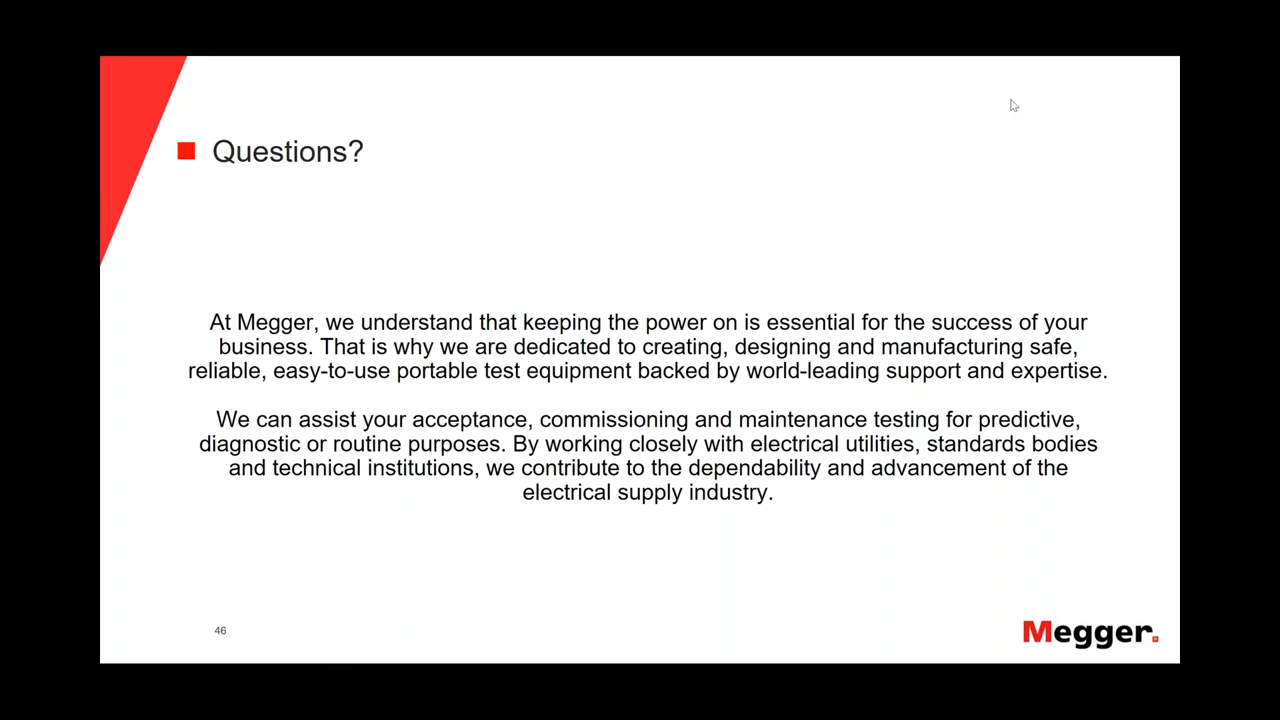 Questions?
At Megger, we understand that keeping the power on is essential for the success of your
business. That is why we are dedicated to creating, designing and manufacturing safe,
reliable, easy-to-use portable test equipment backed by world-leading support and expertise.
We can assist your acceptance, commissioning and maintenance testing for predictive,
diagnostic or routine purposes. By working closely with electrical utilities, standards bodies
and technical institutions, we contribute to the dependability and advancement of the
electrical supply industry.
46
Megger.